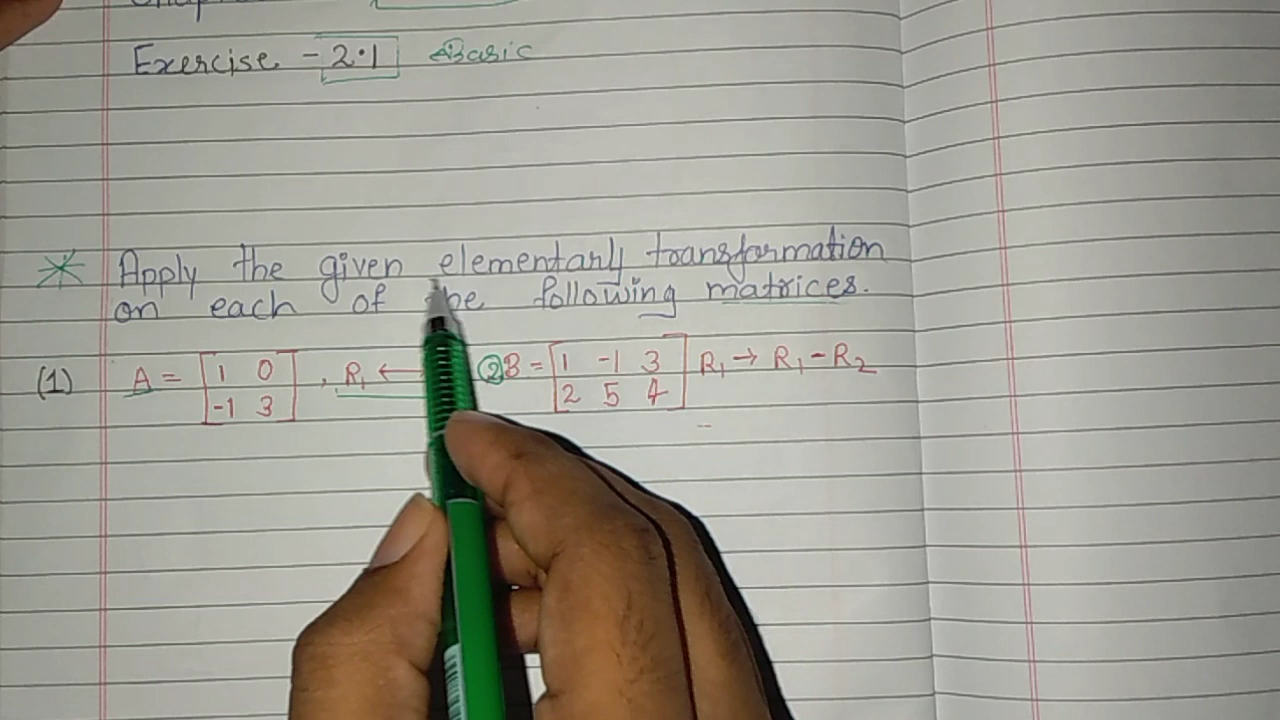 Exercise - 2.1 Basic
* Apply the given elementary transformation
on each of the following matrices.
(1) A = [1 0 , R₁ ← ② B = [1 -1 3 R₁ → R₁ - R₂
-1 3] 2 5 4]